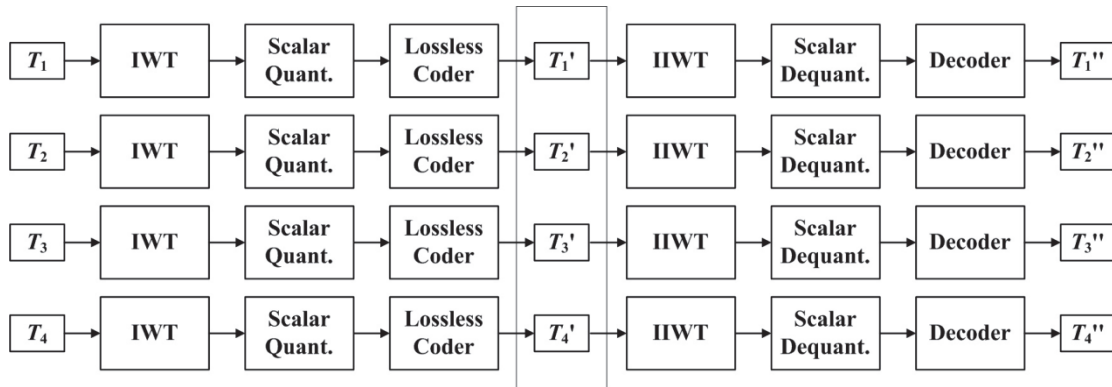 T1 IWT Scalar Quant. Lossless Coder T1' IIWT Scalar Dequant. Decoder T1''
T2 IWT Scalar Quant. Lossless Coder T2' IIWT Scalar Dequant. Decoder T2''
T3 IWT Scalar Quant. Lossless Coder T3' IIWT Scalar Dequant. Decoder T3''
T4 IWT Scalar Quant. Lossless Coder T4' IIWT Scalar Dequant. Decoder T4''